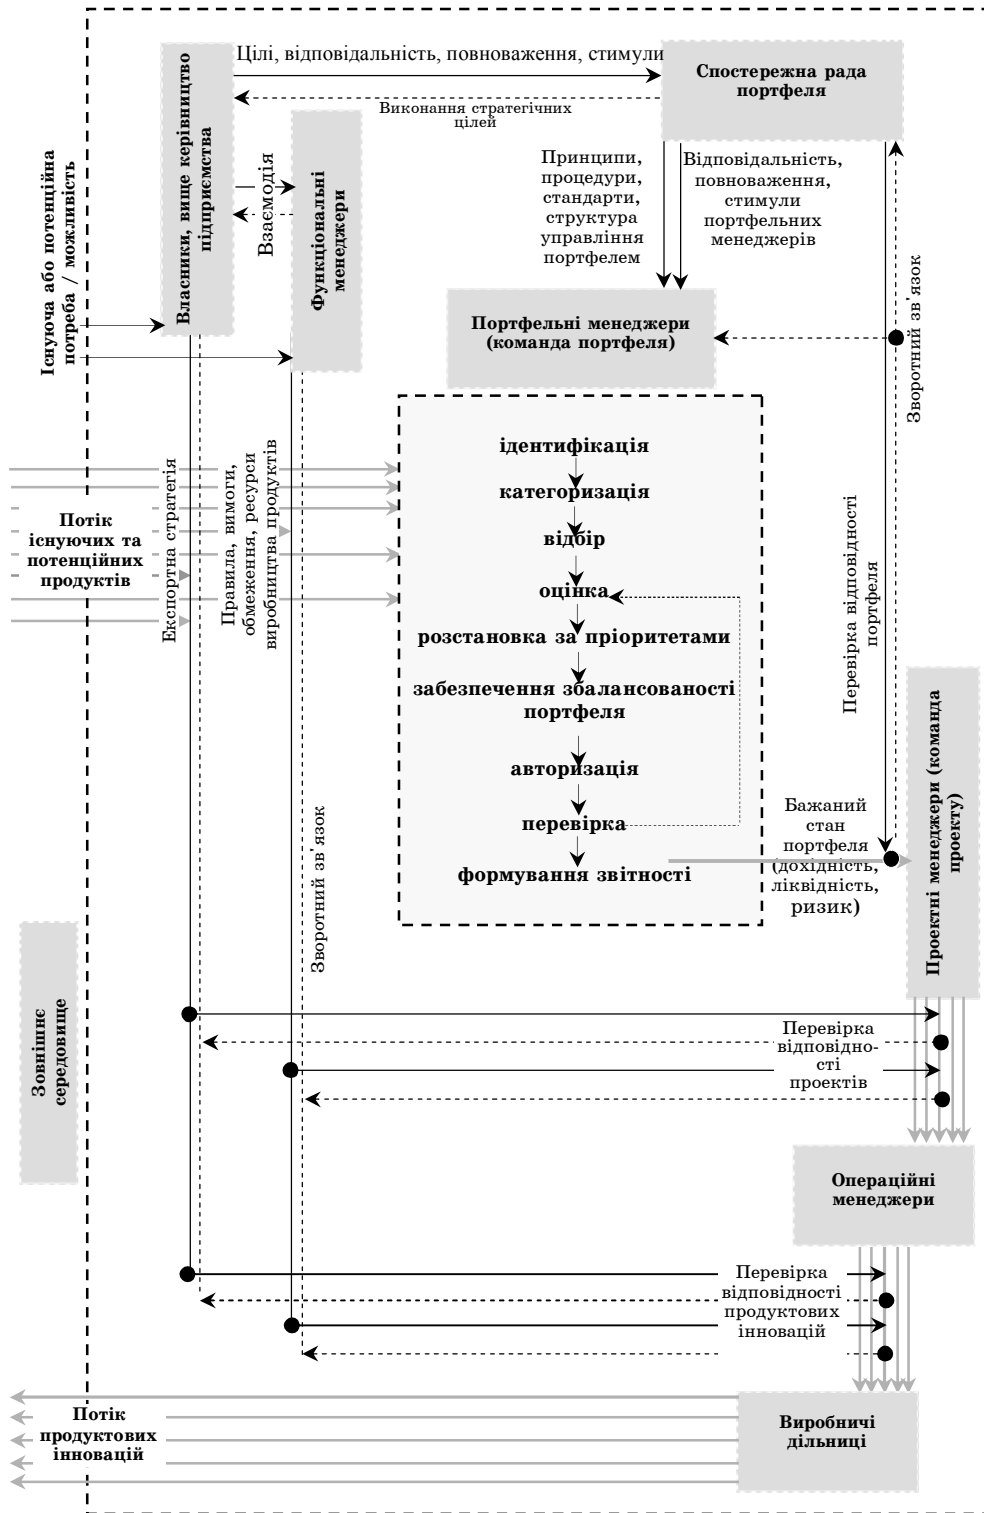 Цілі, відповідальність, повноваження, стимули
Виконання стратегічних
цілей
Спостережна рада
портфеля
Власники, вище керівництво
підприємства
Взаємодія
Функціональні
менеджери
Існуюча або потенційна
потреба / можливість
Принципи,
процедури,
стандарти,
структура
управління
портфелем
Відповідальність,
повноваження,
стимули
портфельних
менеджерів
Портфельні менеджери
(команда портфеля)
Зворотний зв'язок
Перевірка відповідності
портфеля
Потік
існуючих та
потенційних
продуктів
Експортна стратегія
Правила, вимоги,
обмеження, ресурси
виробництва продуктів
ідентифікація
категоризація
відбір
оцінка
розстановка за пріоритетами
забезпечення збалансованості
портфеля
авторизація
перевірка
формування звітності
Бажаний
стан
портфеля
(дохідність,
ліквідність,
ризик)
Проектні менеджери (команда
проекту)
Зворотний зв'язок
Зовнішнє
середовище
Перевірка
відповідно-
сті
проектів
Операційні
менеджери
Перевірка
відповідності
продуктових
інновацій
Потік
продуктових
інновацій
Виробничі
дільниці